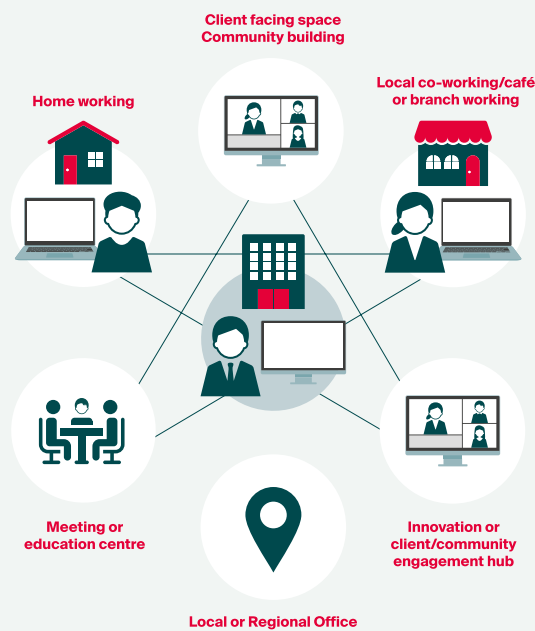 Client facing space
Community building
Home working
Local co-working/café
or branch working
Meeting or
education centre
Innovation or
client/community
engagement hub
Local or Regional Office